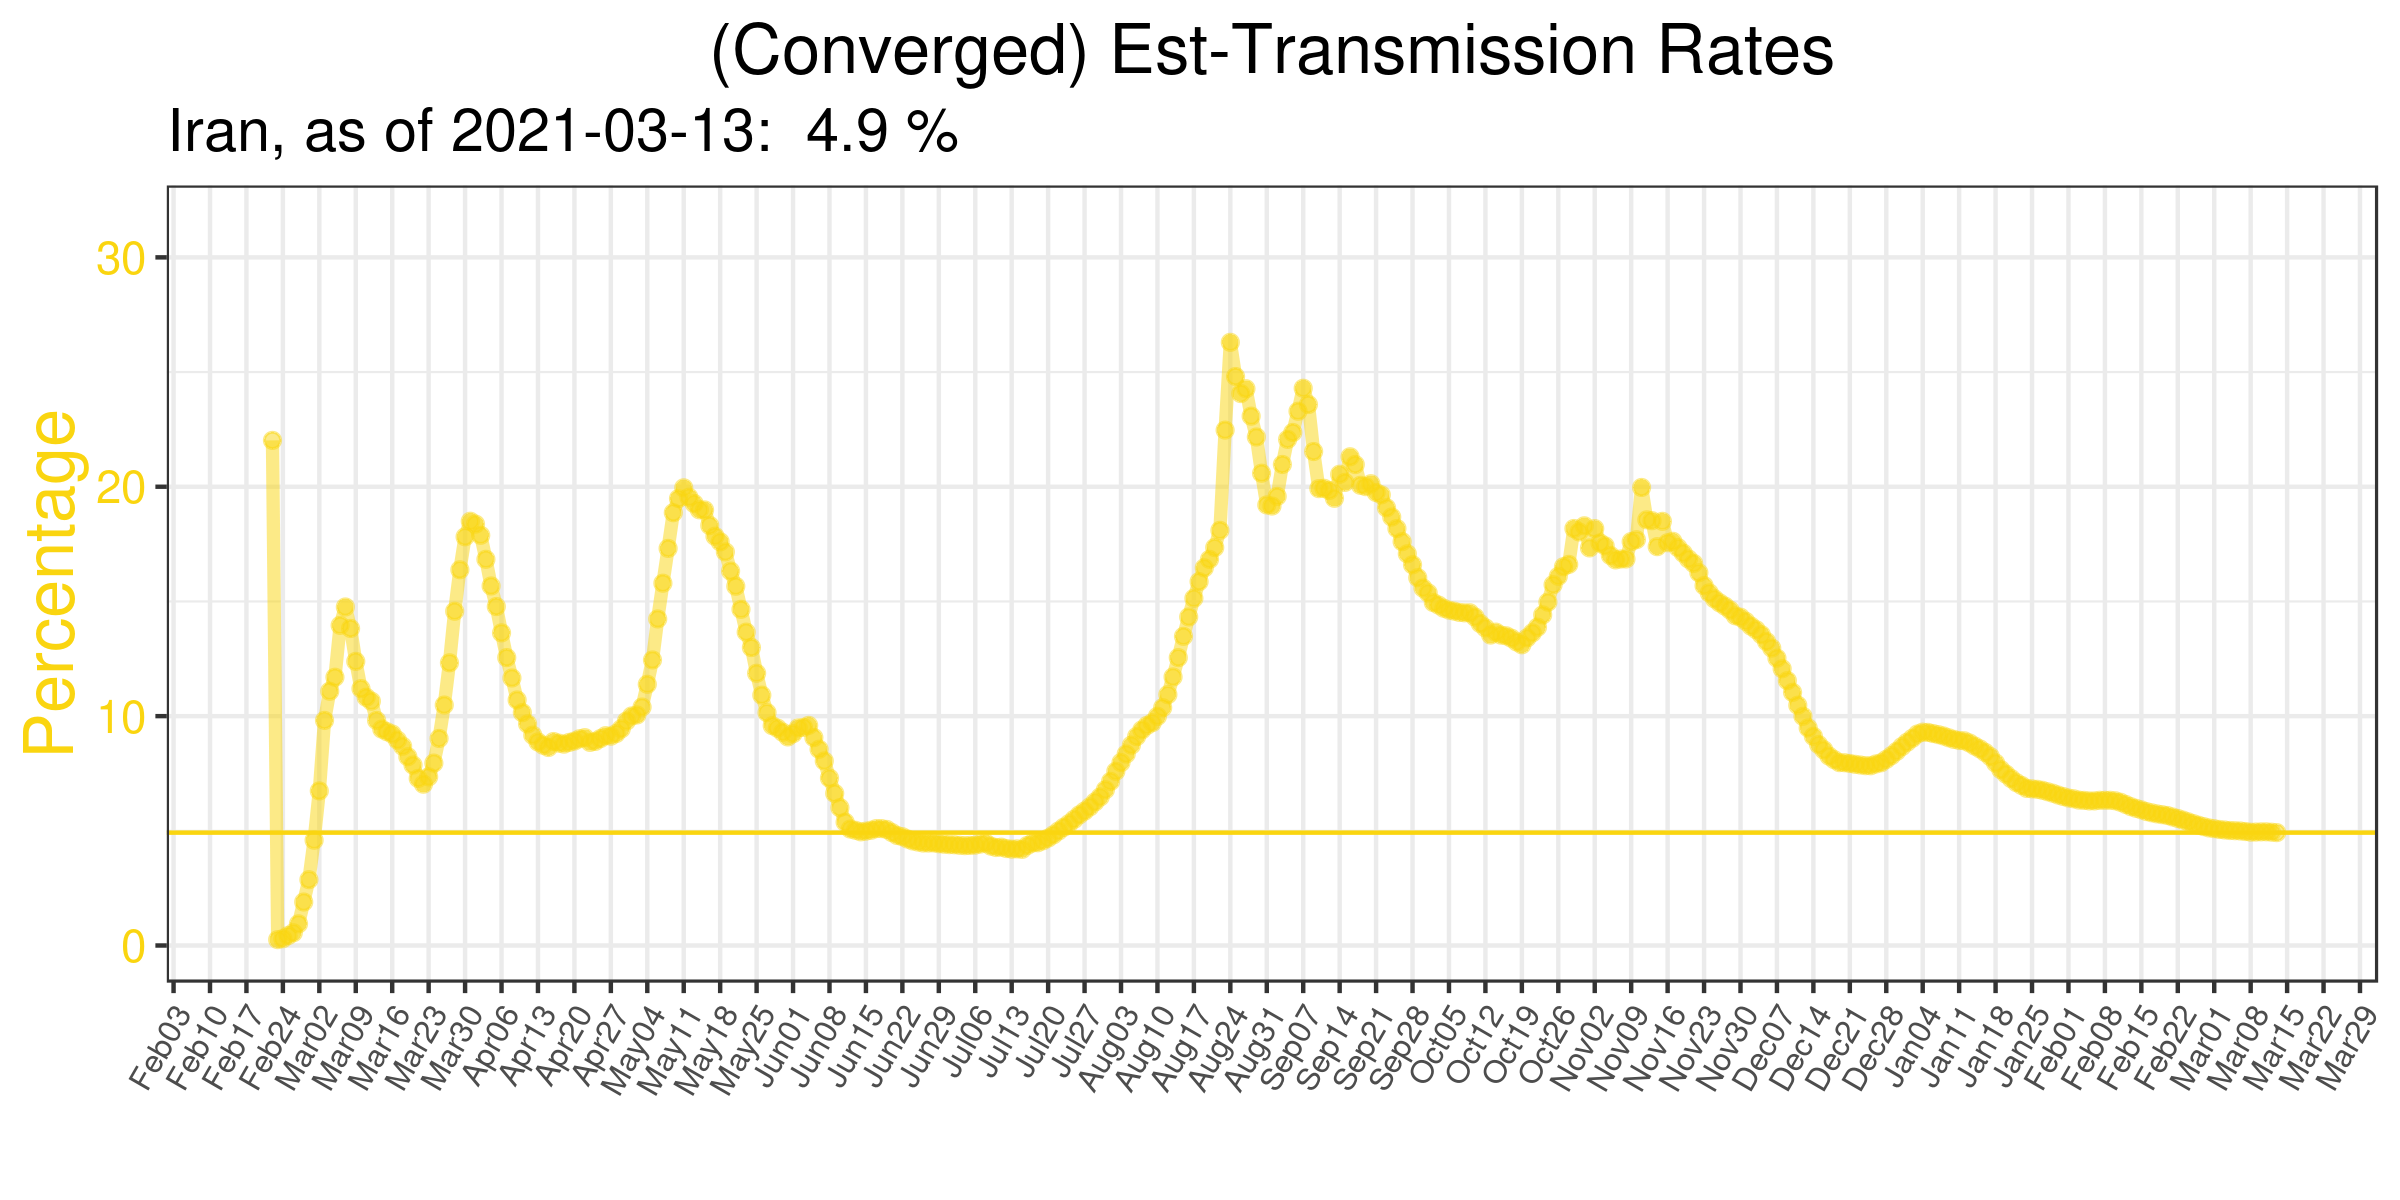 (Converged) Est-Transmission Rates
Iran, as of 2021-03-13:  4.9 %
Percentage
30
20
10
0
Feb03
Feb10
Feb17
Feb24
Mar02
Mar09
Mar16
Mar23
Mar30
Apr06
Apr13
Apr20
Apr27
May04
May11
May18
May25
Jun01
Jun08
Jun15
Jun22
Jun29
Jul06
Jul13
Jul20
Jul27
Aug03
Aug10
Aug17
Aug24
Aug31
Sep07
Sep14
Sep21
Sep28
Oct05
Oct12
Oct19
Oct26
Nov02
Nov09
Nov16
Nov23
Nov30
Dec07
Dec14
Dec21
Dec28
Jan04
Jan11
Jan18
Jan25
Feb01
Feb08
Feb15
Feb22
Mar01
Mar08
Mar15
Mar22
Mar29